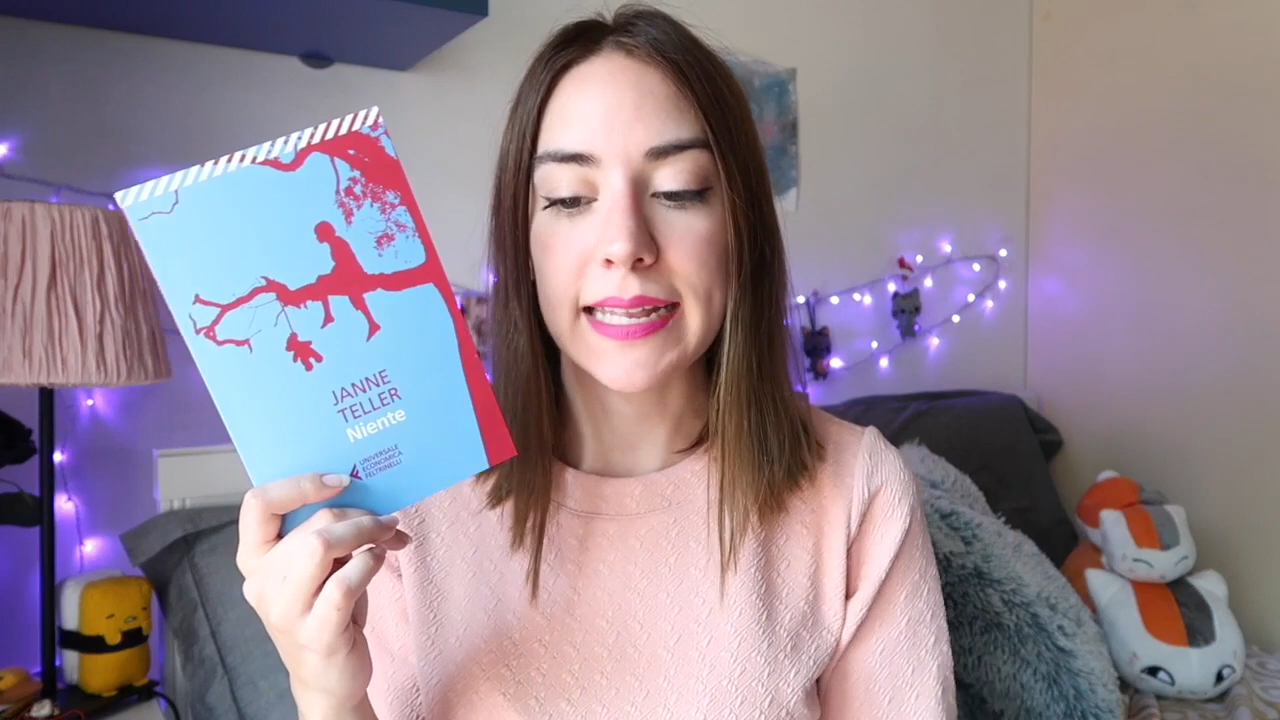 JANNE
TELLER
Niente
UNIVERSALE
ECONOMICA
FELTRINELLI